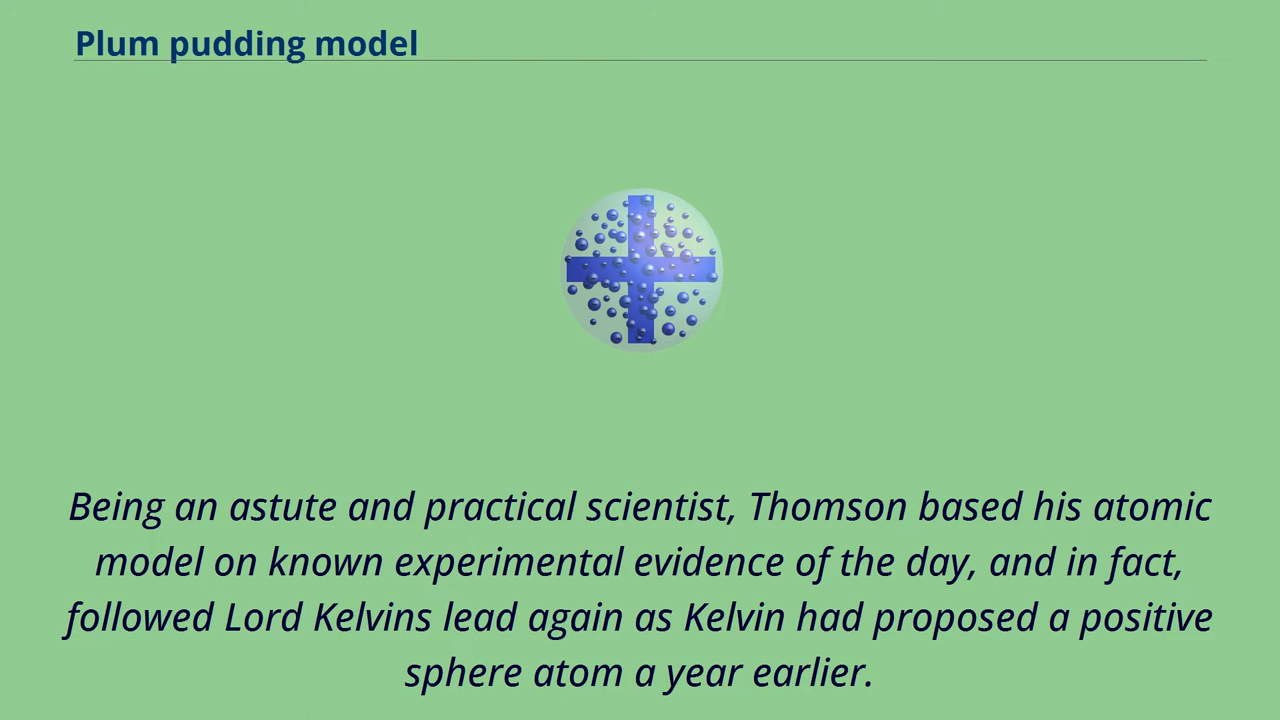 Plum pudding model
Being an astute and practical scientist, Thomson based his atomic
model on known experimental evidence of the day, and in fact,
followed Lord Kelvins lead again as Kelvin had proposed a positive
sphere atom a year earlier.